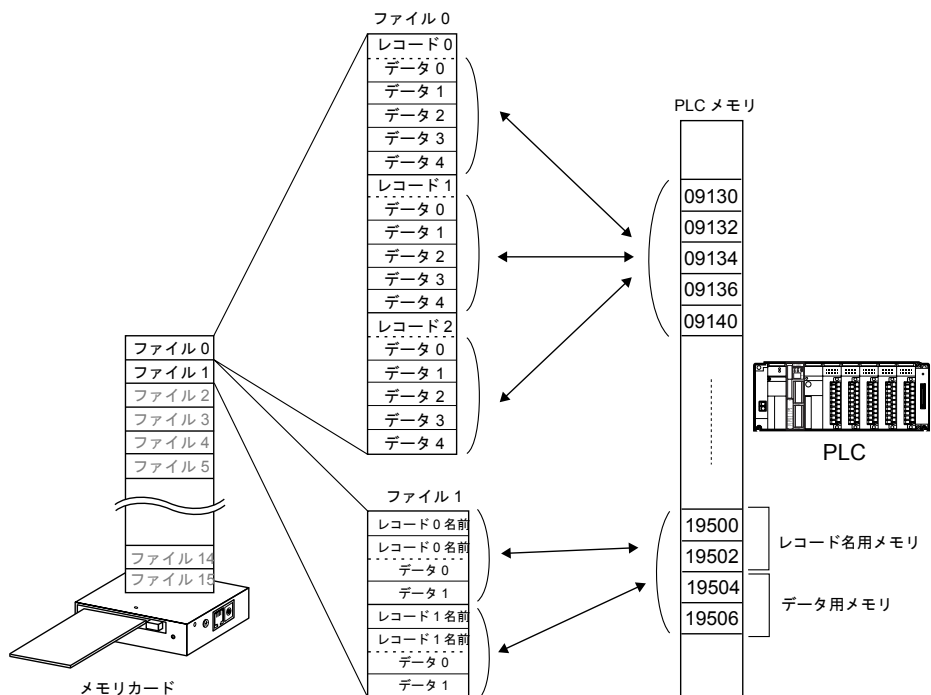 ファイル 0
レコード 0
データ 0
データ 1
データ 2
データ 3
データ 4
レコード 1
データ 0
データ 1
データ 2
データ 3
データ 4
レコード 2
データ 0
データ 1
データ 2
データ 3
データ 4
PLC メモリ
09130
09132
09134
09136
09140
ファイル 0
ファイル 1
ファイル 2
ファイル 3
ファイル 4
ファイル 5
ファイル 14
ファイル 15
メモリカード
PLC
ファイル 1
レコード 0 名前
レコード 0 名前
データ 0
データ 1
レコード 1 名前
レコード 1 名前
データ 0
データ 1
19500
19502
19504
19506
レコード名用メモリ
データ用メモリ